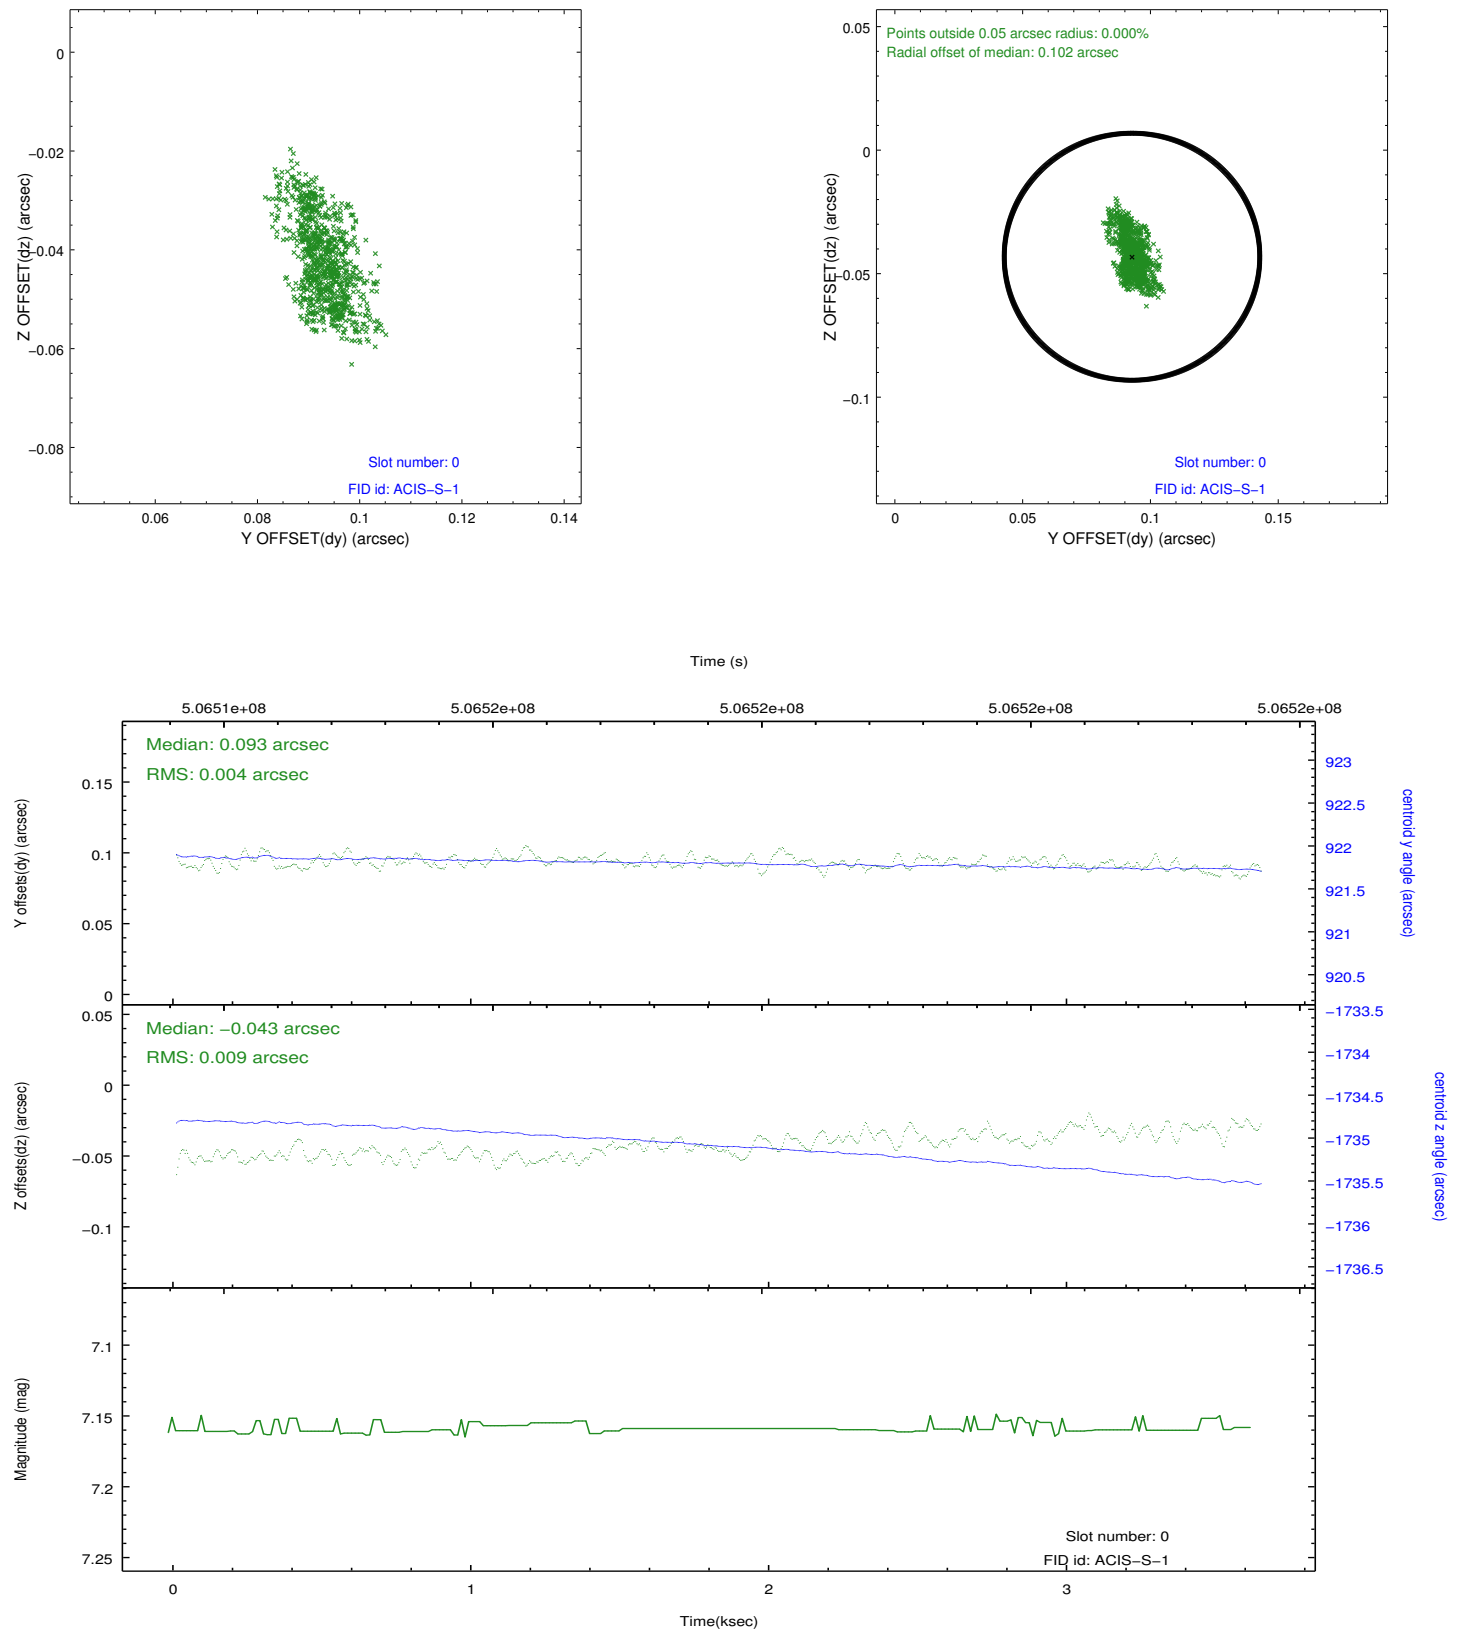 0
−0.02
−0.04
−0.06
−0.08
Z OFFSET(dz) (arcsec)
Slot number: 0
FID id: ACIS−S−1
0.06
0.08
0.1
0.12
0.14
Y OFFSET(dy) (arcsec)
Points outside 0.05 arcsec radius: 0.000%
Radial offset of median: 0.102 arcsec
0.05
0
−0.05
−0.1
Z OFFSET(dz) (arcsec)
Slot number: 0
FID id: ACIS−S−1
0
0.05
0.1
0.15
Y OFFSET(dy) (arcsec)
Time (s)
5.0651e+08
5.0652e+08
5.0652e+08
5.0652e+08
5.0652e+08
Median: 0.093 arcsec
RMS: 0.004 arcsec
0.15
0.1
0.05
0
Y offsets(dy) (arcsec)
923
922.5
922
921.5
921
920.5
centroid y angle (arcsec)
Median: −0.043 arcsec
RMS: 0.009 arcsec
0.05
0
−0.05
−0.1
Z offsets(dz) (arcsec)
−1733.5
−1734
−1734.5
−1735
−1735.5
−1736
−1736.5
centroid z angle (arcsec)
7.1
7.15
7.2
7.25
Magnitude (mag)
Slot number: 0
FID id: ACIS−S−1
0
1
2
3
Time(ksec)